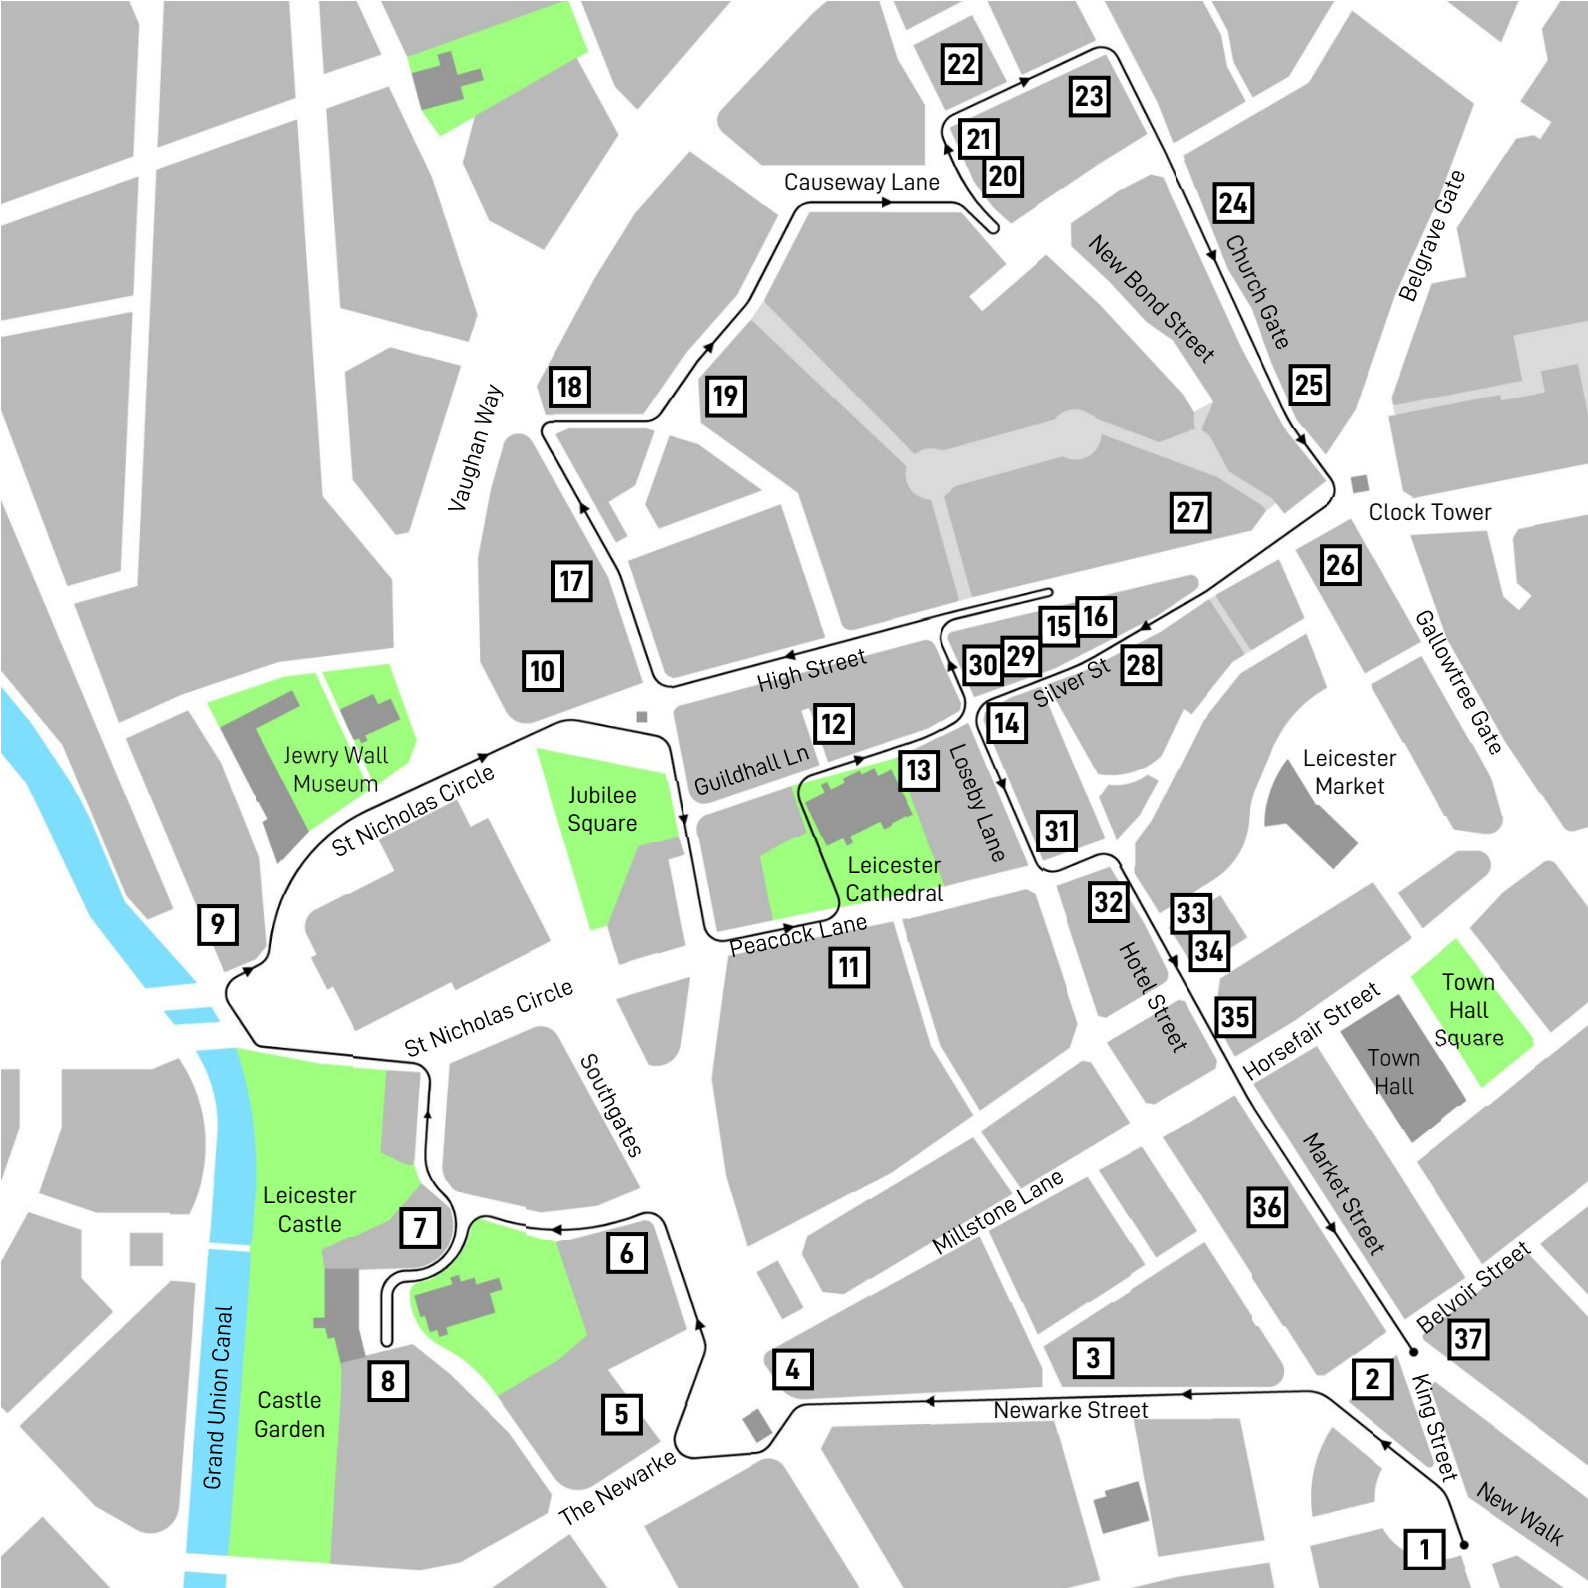 22
23
21
20
Causeway Lane
24
New Bond Street
Church Gate
Belgrave Gate
18
19
25
Vaughan Way
27
Clock Tower
26
17
16
15
30
29
28
Silver St
10
High Street
Gallowtree Gate
12
14
Guildhall Ln
Jewry Wall
Museum
St Nicholas Circle
Jubilee
Square
13
Loseby Lane
Leicester
Market
31
Leicester
Cathedral
9
Peacock Lane
11
32
33
34
Hotel Street
35
Town
Hall
Square
Horsefair Street
Town
Hall
St Nicholas Circle
Southgates
Leicester
Castle
7
6
Millstone Lane
36
Market Street
Belvoir Street
37
Grand Union Canal
8
Castle
Garden
5
4
3
2
Newarke Street
King Street
The Newarke
New Walk
1